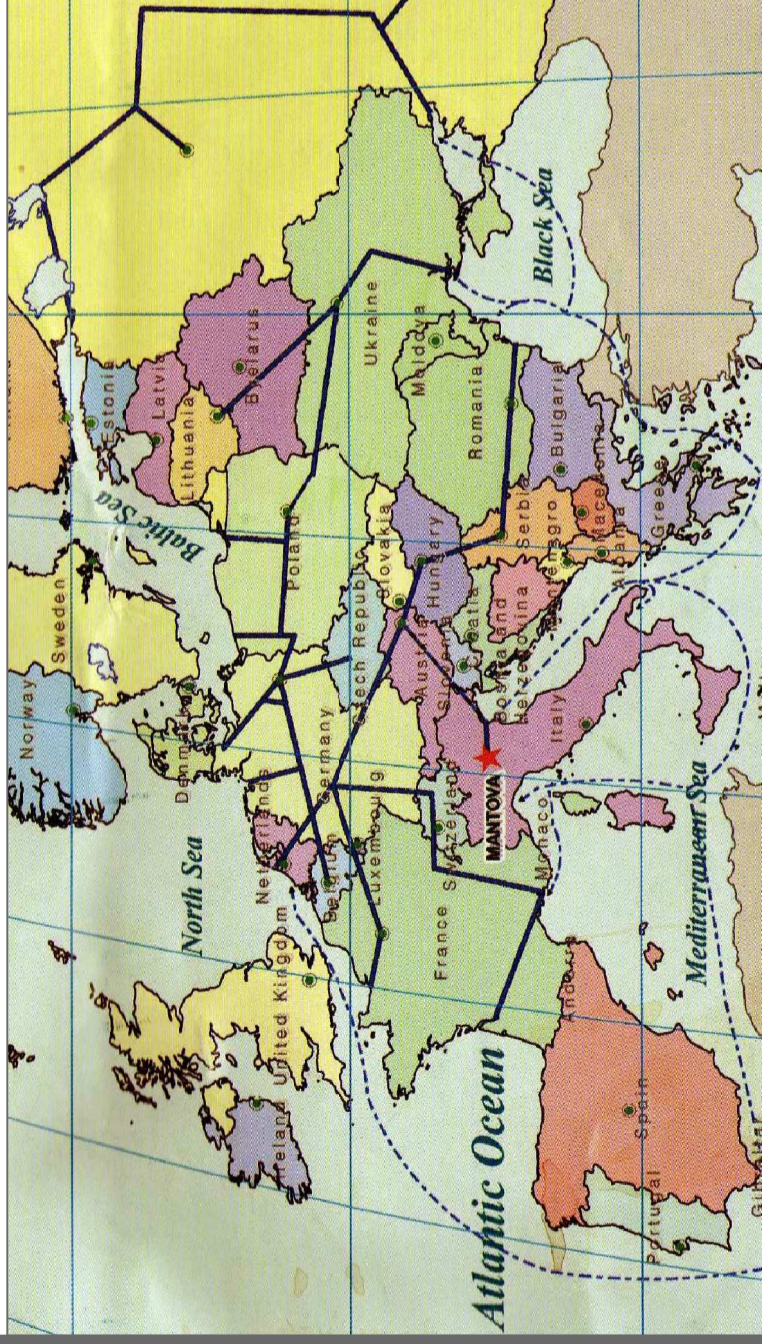 Norway
Sweden
Estonia
Latvia
Baltic Sea
Denmark
Lithuania
North Sea
Byelarus
Netherlands
United Kingdom
Ireland
Poland
Germany
Belgium
Czech Republic
Ukraine
Luxembourg
Slovakia
Moldova
Austria
Hungary
France
Slovenia
Switzerland
Croatia
Romania
Atlantic Ocean
MANTOVA
Bosnia and
Herzegovina
Serbia
Monaco
Black Sea
Montenegro
Italy
Bulgaria
Andorra
Macedonia
Albania
Spain
Portugal
Greece
Mediterranean Sea
Gibraltar